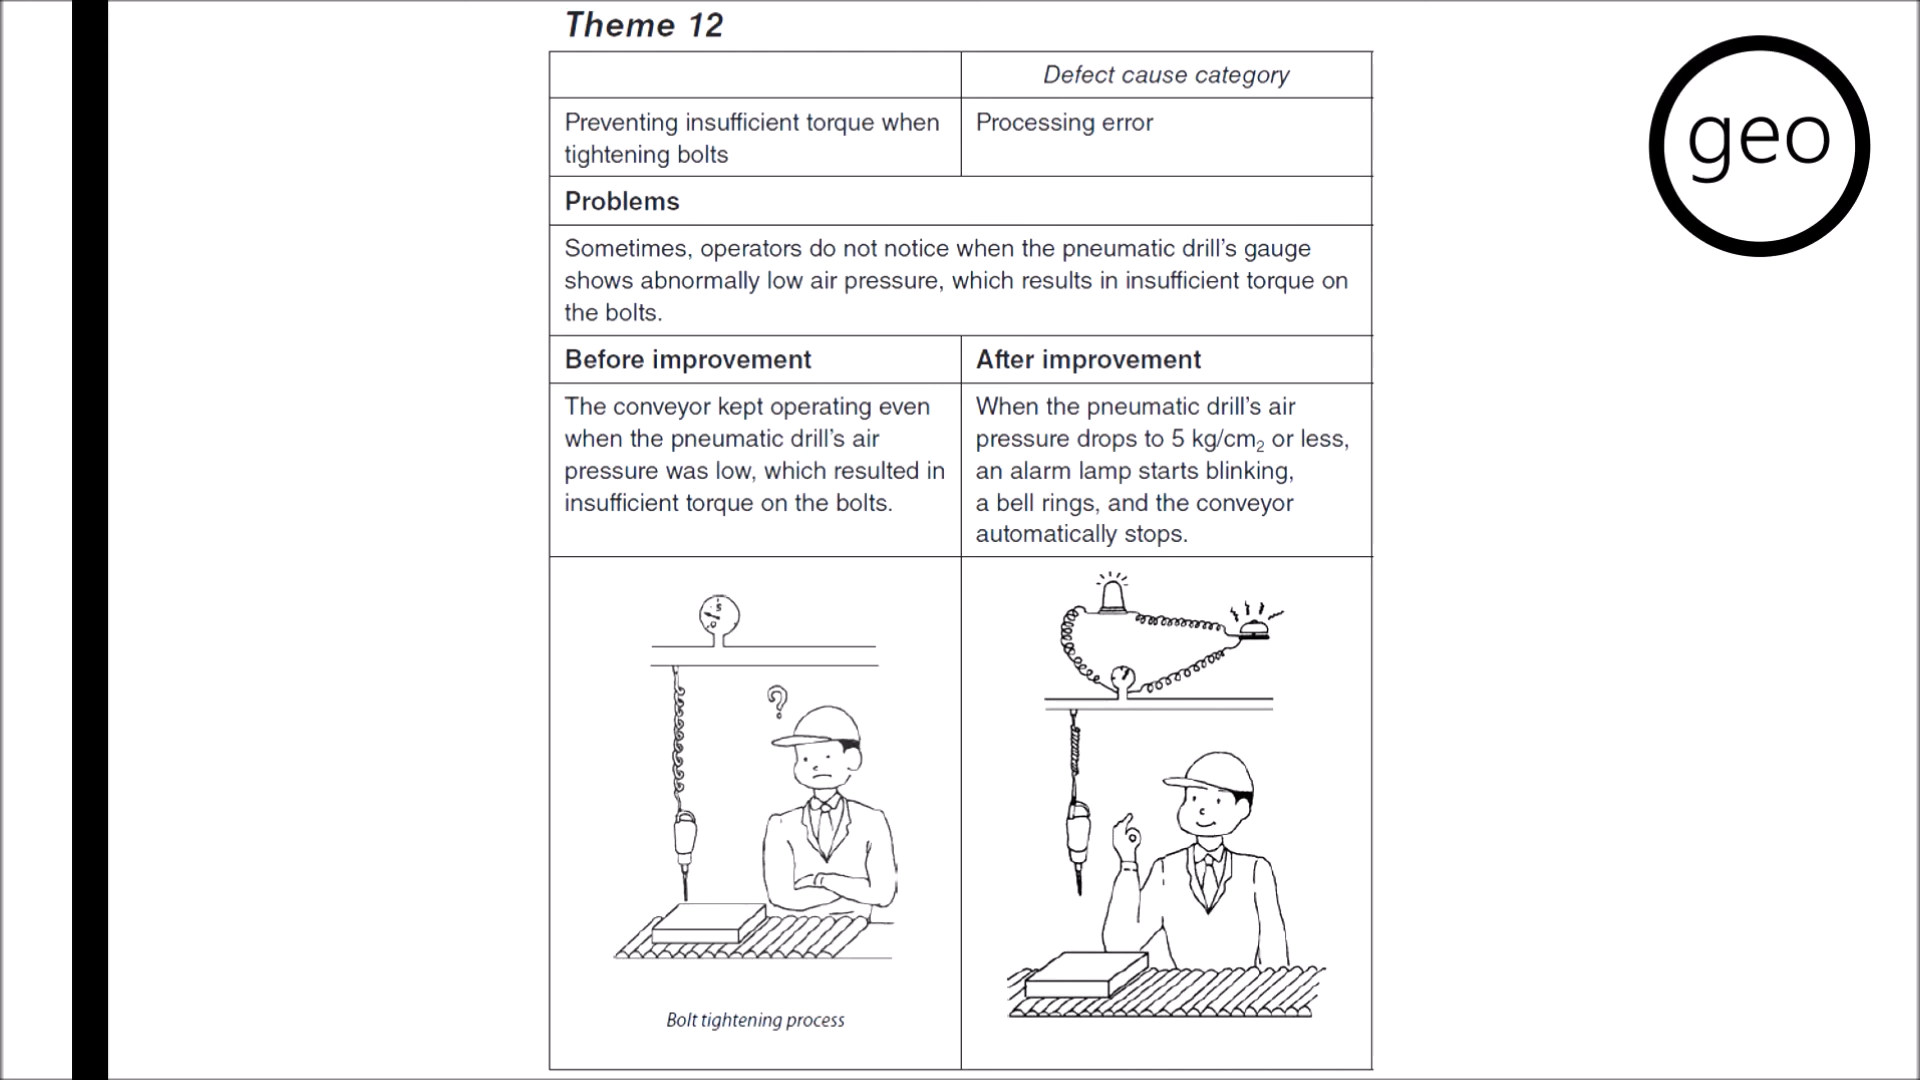 Theme 12
Defect cause category
Preventing insufficient torque when
tightening bolts
Processing error
Problems
Sometimes, operators do not notice when the pneumatic drill’s gauge
shows abnormally low air pressure, which results in insufficient torque on
the bolts.
Before improvement
The conveyor kept operating even
when the pneumatic drill’s air
pressure was low, which resulted in
insufficient torque on the bolts.
After improvement
When the pneumatic drill’s air
pressure drops to 5 kg/cm₂ or less,
an alarm lamp starts blinking,
a bell rings, and the conveyor
automatically stops.
5
0
?
Bolt tightening process
geo